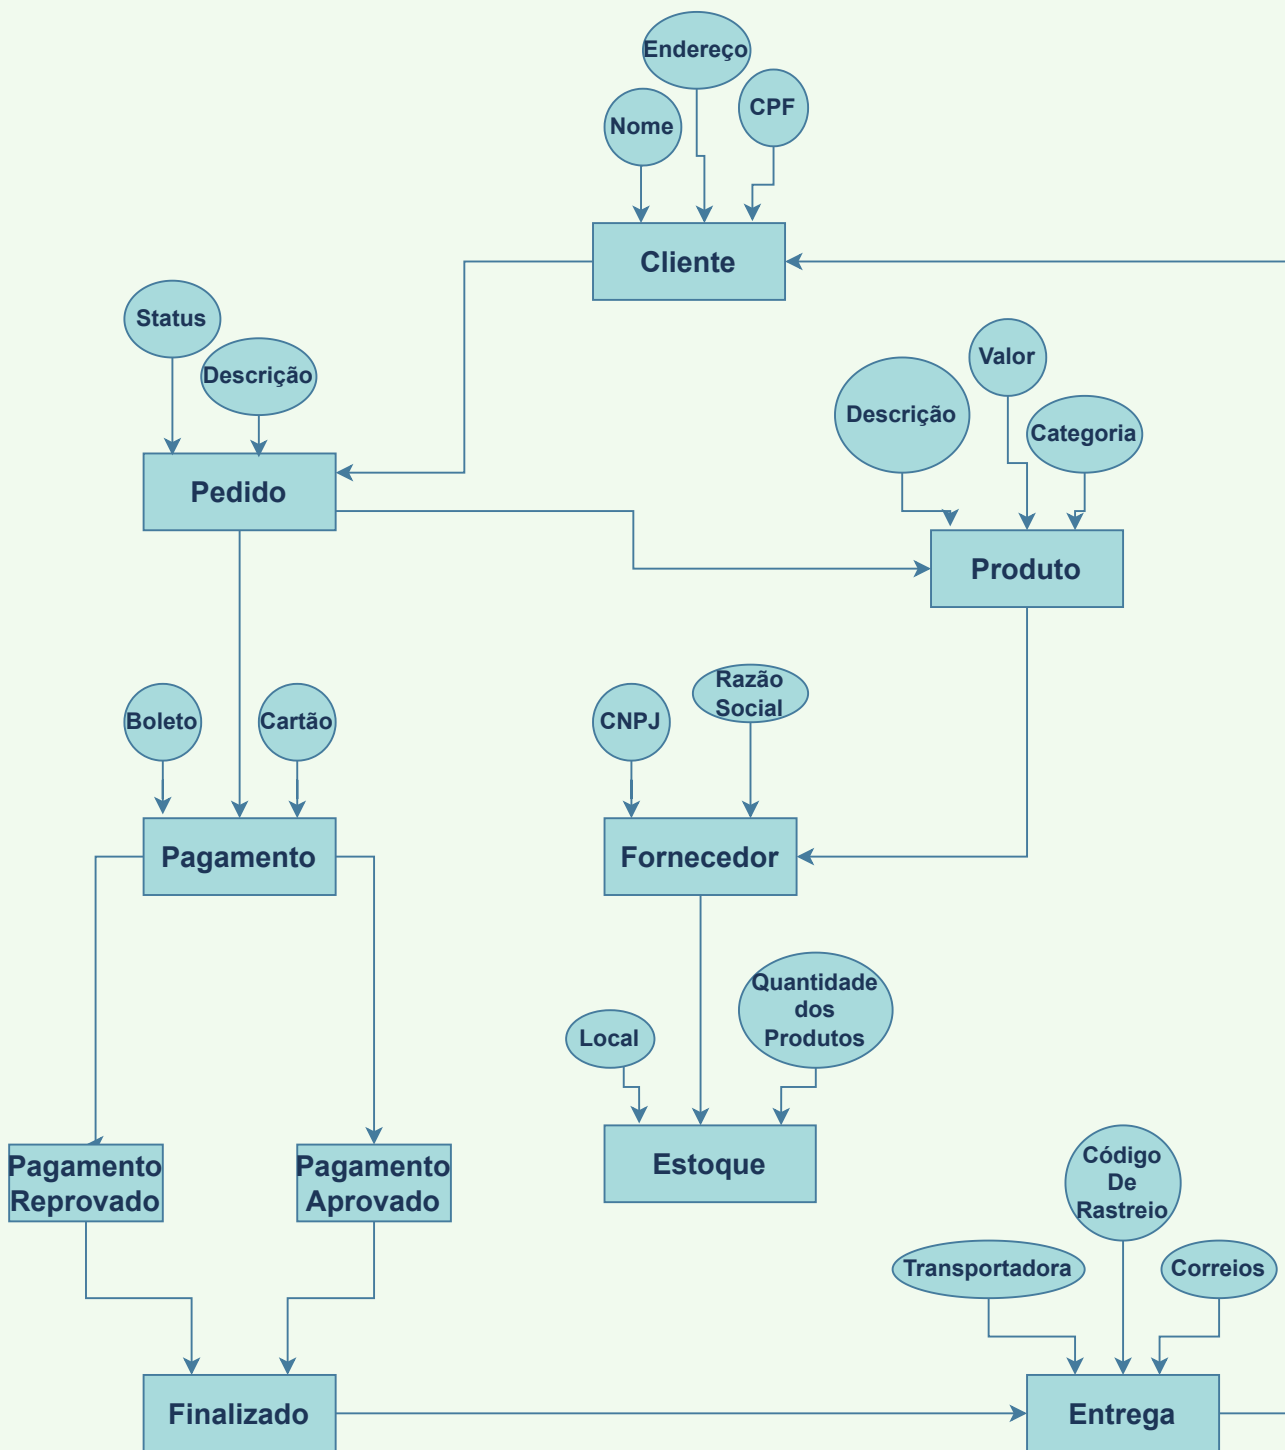 Endereço
CPF
Nome
Cliente
Status
Descrição
Valor
Descrição
Categoria
Pedido
Produto
Razão
Social
Boleto
Cartão
CNPJ
Pagamento
Fornecedor
Quantidade
dos
Produtos
Local
Pagamento
Reprovado
Pagamento
Aprovado
Estoque
Código
De
Rastreio
Transportadora
Correios
Finalizado
Entrega